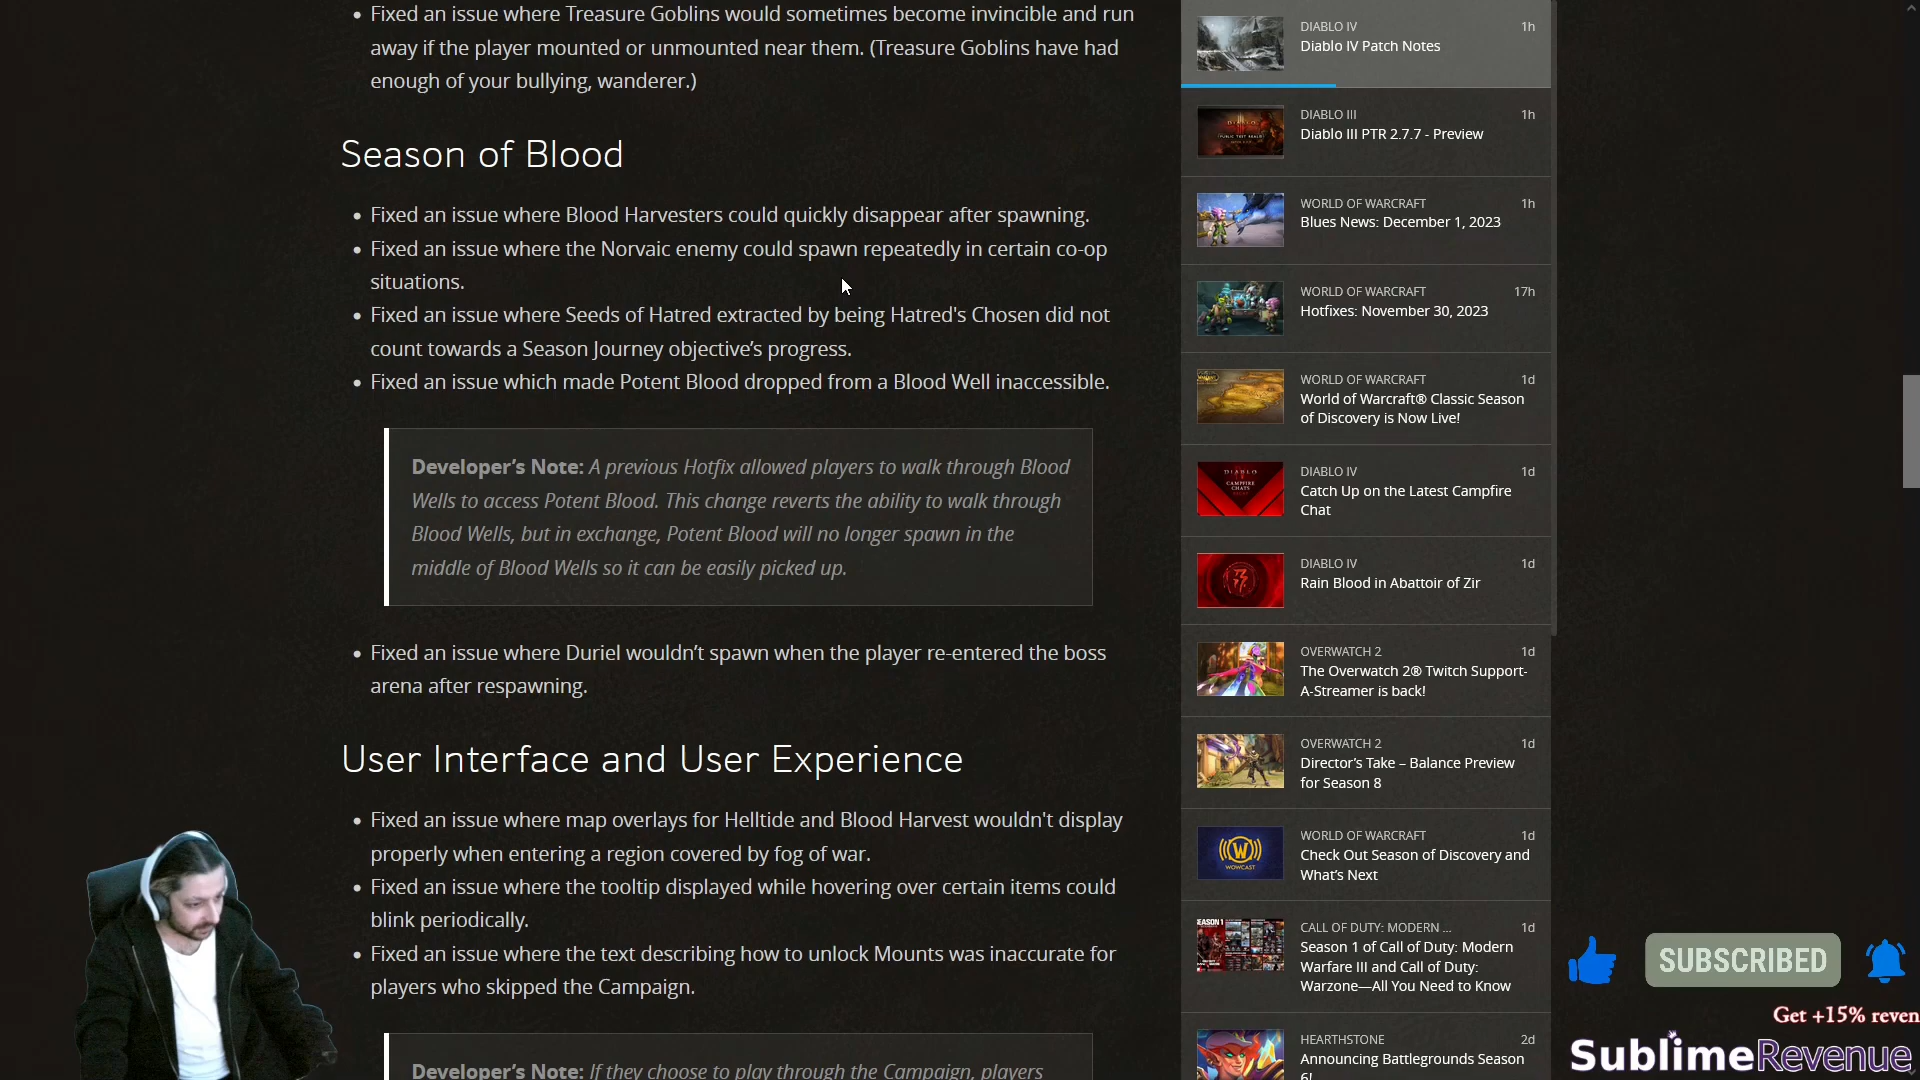 • Fixed an issue where Treasure Goblins would sometimes become invincible and run
away if the player mounted or unmounted near them. (Treasure Goblins have had
enough of your bullying, wanderer.)
Season of Blood
• Fixed an issue where Blood Harvesters could quickly disappear after spawning.
• Fixed an issue where the Norvaic enemy could spawn repeatedly in certain co-op
situations.
• Fixed an issue where Seeds of Hatred extracted by being Hatred's Chosen did not
count towards a Season Journey objective’s progress.
• Fixed an issue which made Potent Blood dropped from a Blood Well inaccessible.
Developer’s Note: A previous Hotfix allowed players to walk through Blood
Wells to access Potent Blood. This change reverts the ability to walk through
Blood Wells, but in exchange, Potent Blood will no longer spawn in the
middle of Blood Wells so it can be easily picked up.
• Fixed an issue where Duriel wouldn’t spawn when the player re-entered the boss
arena after respawning.
User Interface and User Experience
• Fixed an issue where map overlays for Helltide and Blood Harvest wouldn't display
properly when entering a region covered by fog of war.
• Fixed an issue where the tooltip displayed while hovering over certain items could
blink periodically.
• Fixed an issue where the text describing how to unlock Mounts was inaccurate for
players who skipped the Campaign.
Developer’s Note: If they choose to play through the Campaign, players
DIABLO IV 1h
Diablo IV Patch Notes
DIABLO III 1h
Diablo III PTR 2.7.7 - Preview
WORLD OF WARCRAFT 1h
Blues News: December 1, 2023
WORLD OF WARCRAFT 17h
Hotfixes: November 30, 2023
WORLD OF WARCRAFT 1d
World of Warcraft® Classic Season
of Discovery is Now Live!
DIABLO IV 1d
Catch Up on the Latest Campfire
Chat
DIABLO
CAMPFIRE
CHATS
DIABLO IV 1d
Rain Blood in Abattoir of Zir
OVERWATCH 2 1d
The Overwatch 2® Twitch Support-
A-Streamer is back!
OVERWATCH 2 1d
Director’s Take – Balance Preview
for Season 8
WORLD OF WARCRAFT 1d
Check Out Season of Discovery and
What’s Next
W
WOWCAST
CALL OF DUTY: MODERN ... 1d
Season 1 of Call of Duty: Modern
Warfare III and Call of Duty:
Warzone—All You Need to Know
SEASON 1
HEARTHSTONE 2d
Announcing Battlegrounds Season
6!
SUBSCRIBED
Get +15% reven
SublimeRevenue